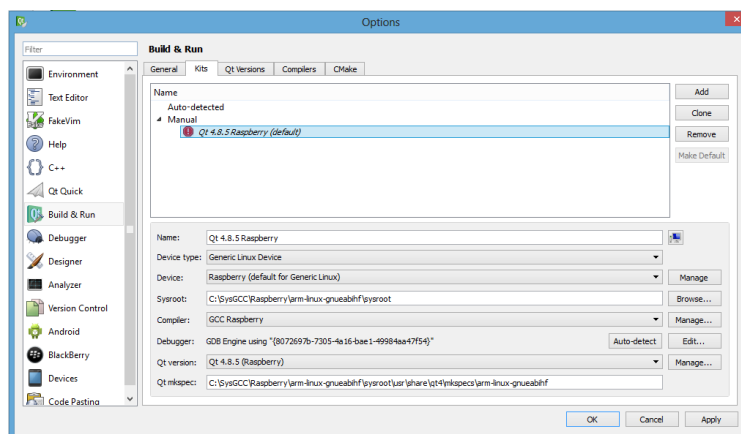 Options
Filter
Environment
Text Editor
FakeVim
Help
C++
Qt Quick
Build & Run
Debugger
Designer
Analyzer
Version Control
Android
BlackBerry
Devices
Code Pasting
Build & Run
General Kits Qt Versions Compilers CMake
Name
Auto-detected
Manual
Qt 4.8.5 Raspberry (default)
Add
Clone
Remove
Make Default
Name: Qt 4.8.5 Raspberry
Device type: Generic Linux Device
Device: Raspberry (default for Generic Linux) Manage
Sysroot: C:\SysGCC\Raspberry\arm-linux-gnueabihf\sysroot Browse...
Compiler: GCC Raspberry Manage...
Debugger: GDB Engine using "{8072697b-7305-4a16-bae1-49984aa47f54}" Auto-detect Edit...
Qt version: Qt 4.8.5 (Raspberry) Manage...
Qt mkspec: C:\SysGCC\Raspberry\arm-linux-gnueabihf\sysroot\usr\share\qt4\mkspecs\arm-linux-gnueabihf
OK Cancel Apply